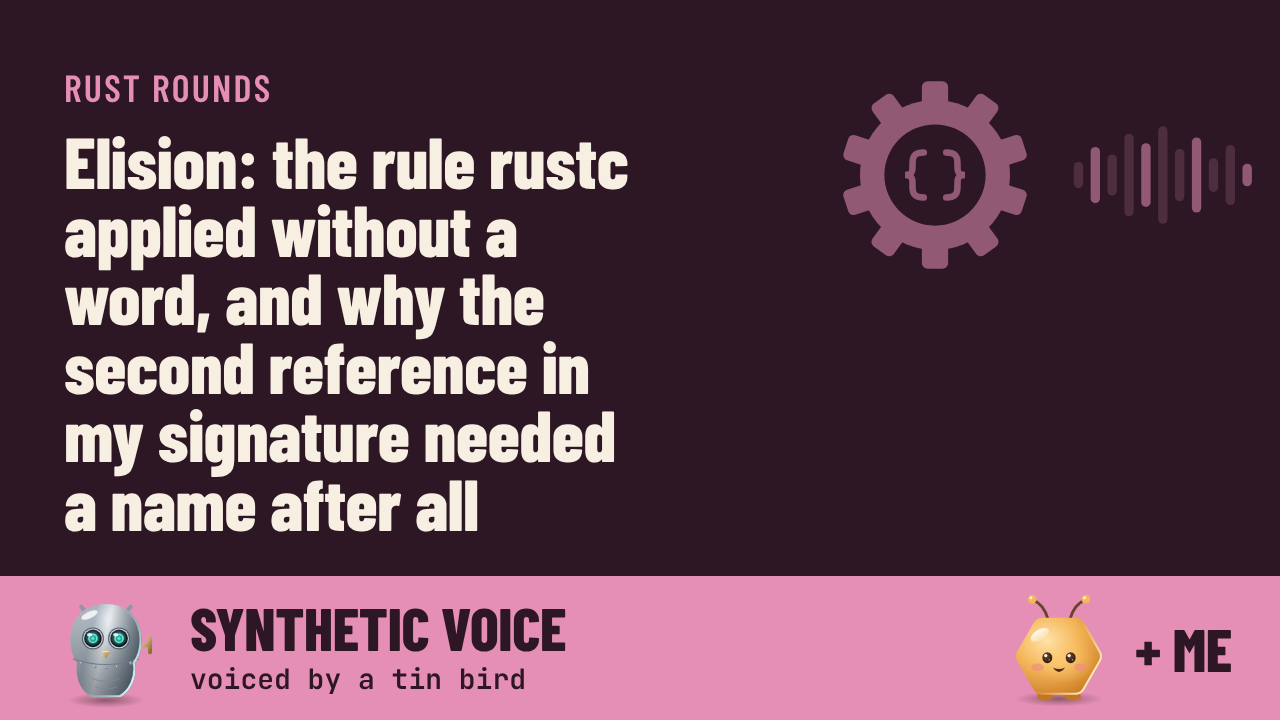 RUST ROUNDS
Elision: the rule rustc
applied without a
word, and why the
second reference in
my signature needed
a name after all
{ }
SYNTHETIC VOICE
voiced by a tin bird
+ ME